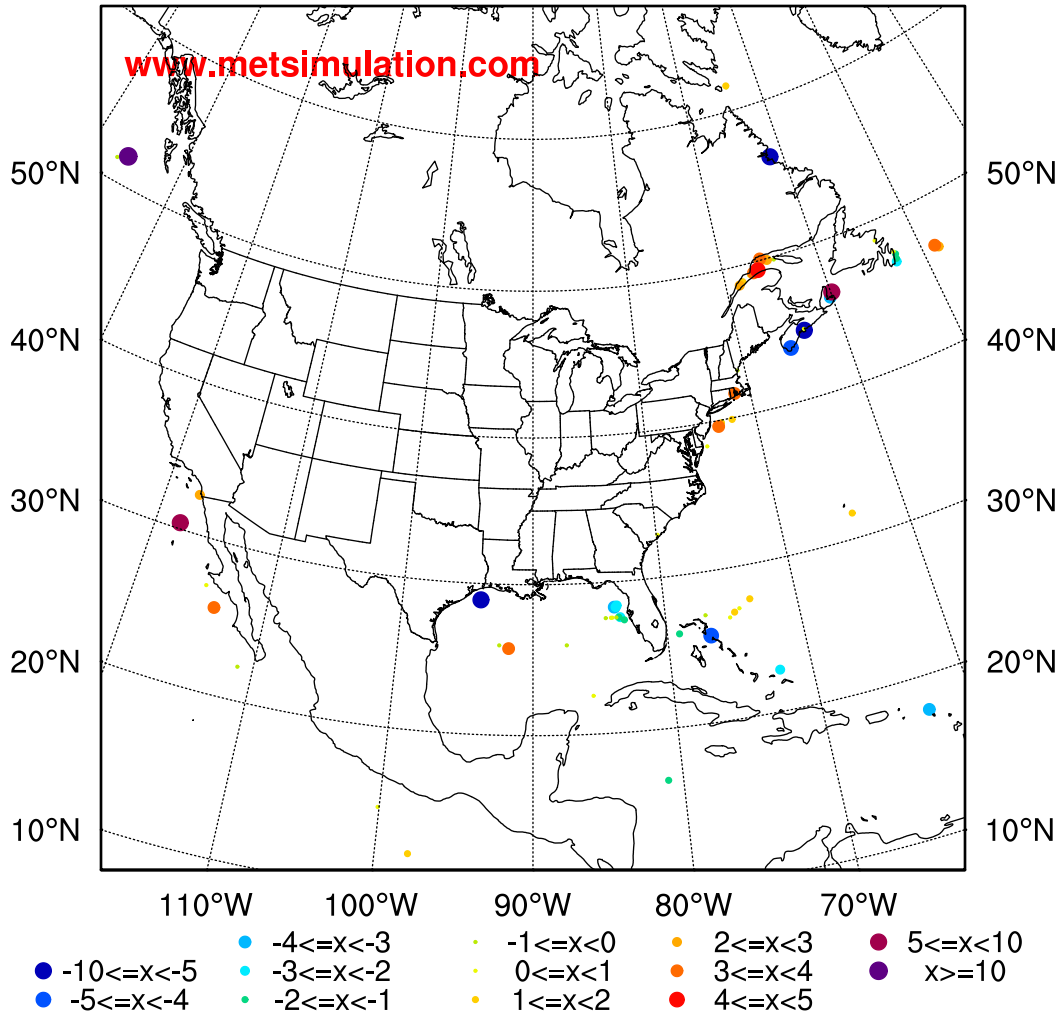 www.metsimulation.com
50°N 50°N
40°N 40°N
30°N 30°N
20°N 20°N
10°N 10°N
110°W 100°W 90°W 80°W 70°W
-4<=x<-3 -1<=x<0 2<=x<3 5<=x<10
-10<=x<-5 -3<=x<-2 0<=x<1 3<=x<4 x>=10
-5<=x<-4 -2<=x<-1 1<=x<2 4<=x<5